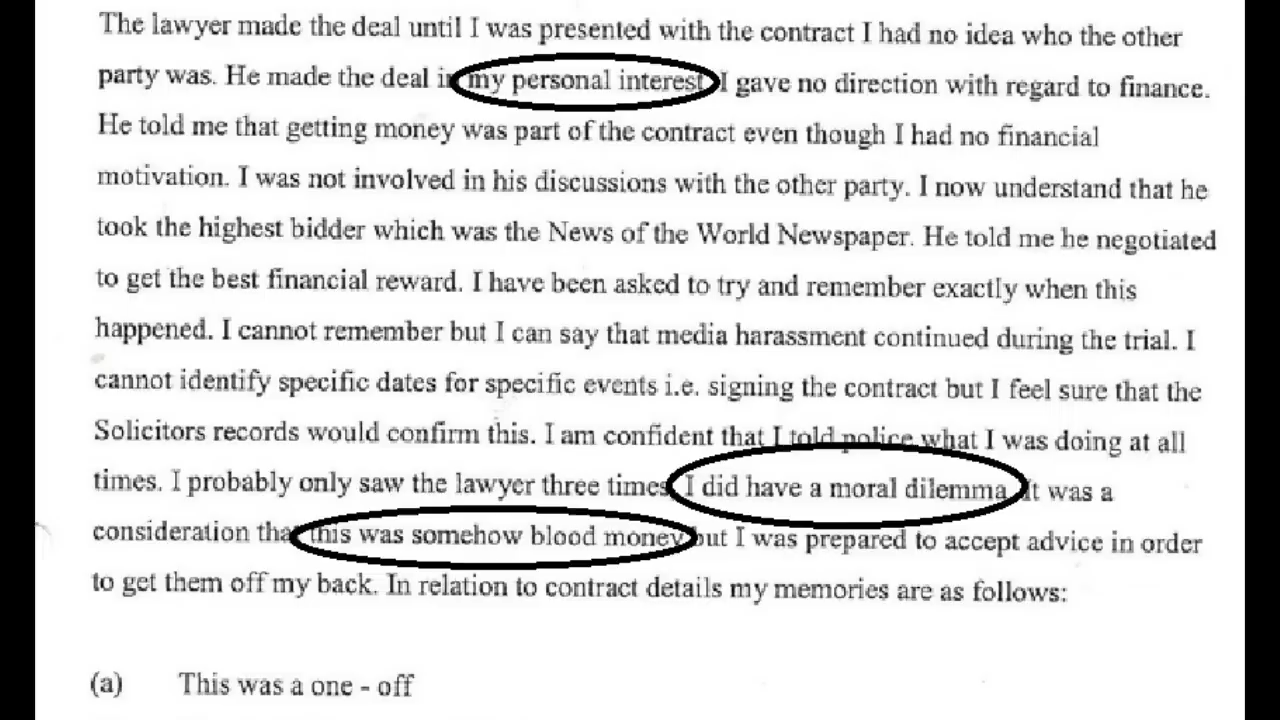 The lawyer made the deal until I was presented with the contract I had no idea who the other
party was. He made the deal in my personal interest I gave no direction with regard to finance.
He told me that getting money was part of the contract even though I had no financial
motivation. I was not involved in his discussions with the other party. I now understand that he
took the highest bidder which was the News of the World Newspaper. He told me he negotiated
to get the best financial reward. I have been asked to try and remember exactly when this
happened. I cannot remember but I can say that media harassment continued during the trial. I
cannot identify specific dates for specific events i.e. signing the contract but I feel sure that the
Solicitors records would confirm this. I am confident that I told police what I was doing at all
times. I probably only saw the lawyer three times I did have a moral dilemma It was a
consideration that this was somehow blood money but I was prepared to accept advice in order
to get them off my back. In relation to contract details my memories are as follows:
(a) This was a one - off